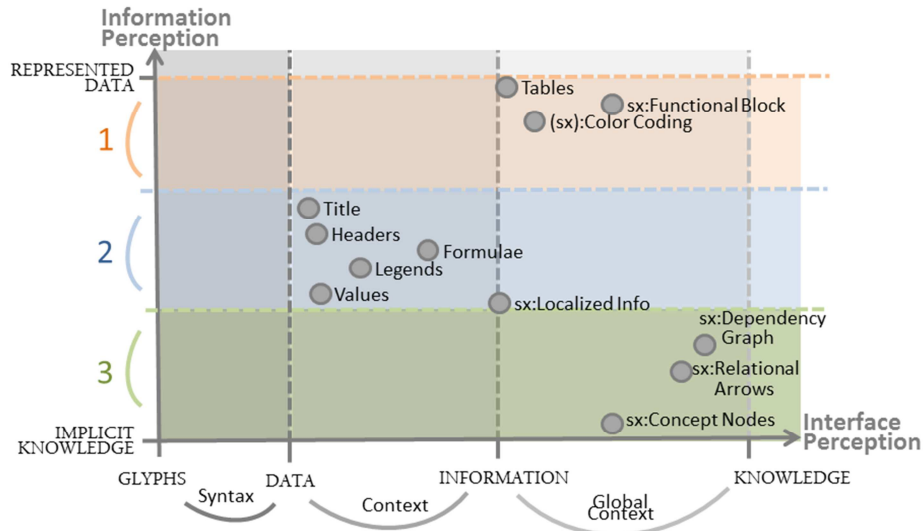 Information
Perception
REPRESENTED
DATA
Tables
sx:Functional Block
(sx):Color Coding
1
Title
Headers
Formulae
2
Legends
Values
sx:Localized Info
sx:Dependency
Graph
3
sx:Relational
Arrows
sx:Concept Nodes
IMPLICIT
KNOWLEDGE
Interface
Perception
GLYPHS
DATA
INFORMATION
KNOWLEDGE
Syntax
Context
Global
Context